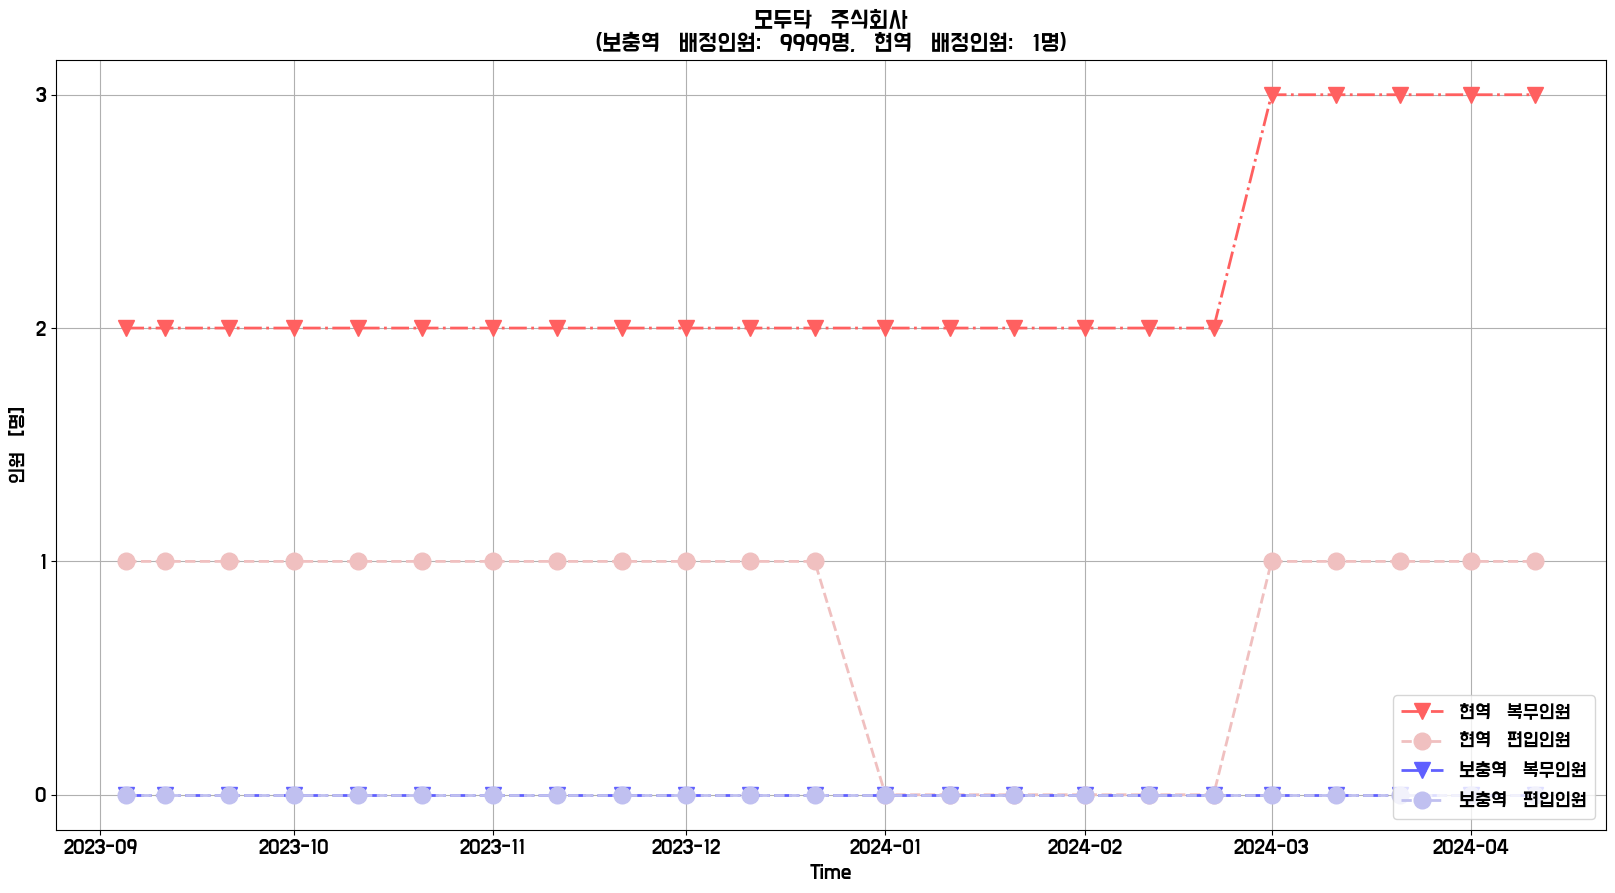 모두닥 주식회사
(보충역 배정인원: 9999명, 현역 배정인원: 1명)
인원 [명]
3
2
1
0
현역 복무인원
현역 편입인원
보충역 복무인원
보충역 편입인원
2023-09 2023-10 2023-11 2023-12 2024-01 2024-02 2024-03 2024-04
Time